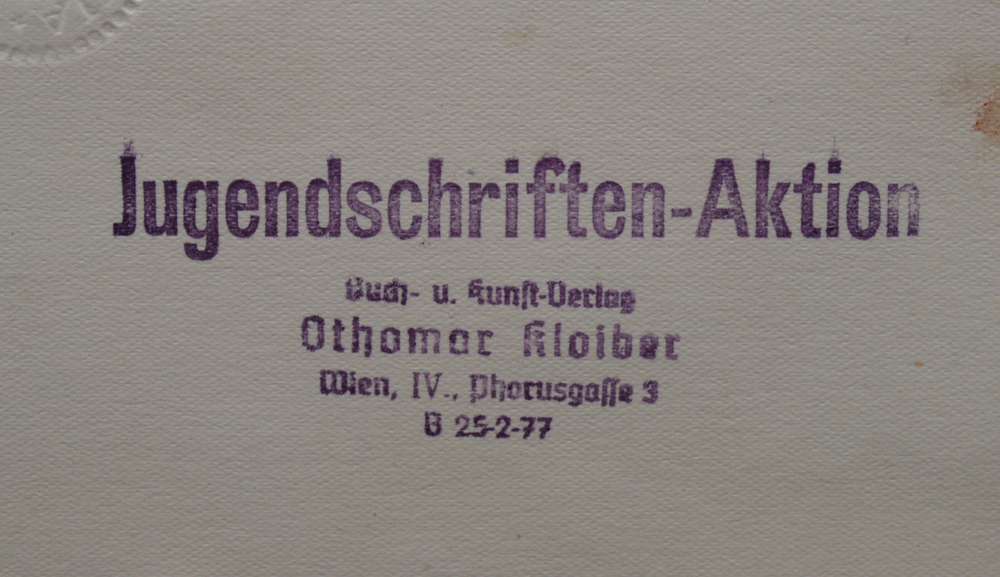 Jugendschriften-Aktion
Buch- u. Kunst-Verlag
Othomar Kloiber
Wien, IV., Phorusgasse 3
B 25-2-77